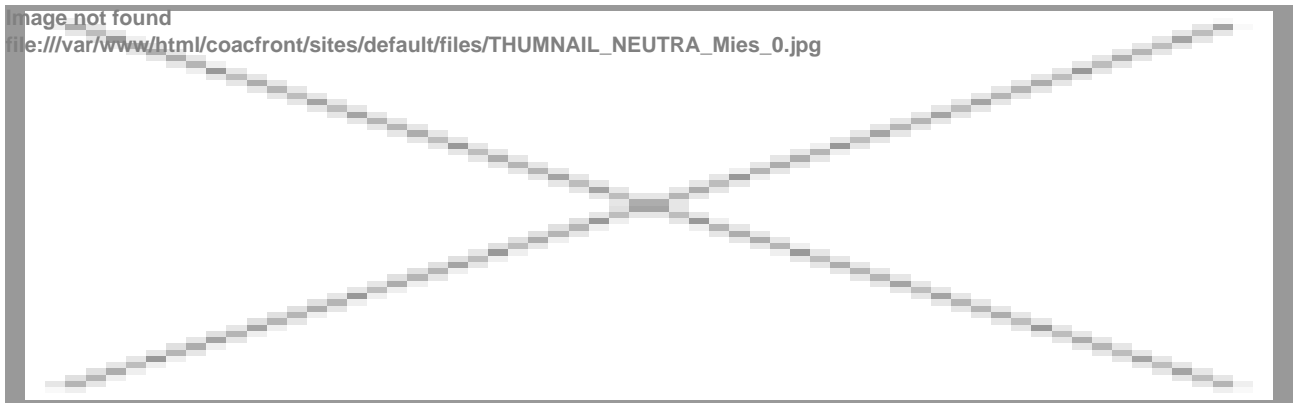 Image not found
file:///var/www/html/coacfront/sites/default/files/THUMNAIL_NEUTRA_Mies_0.jpg